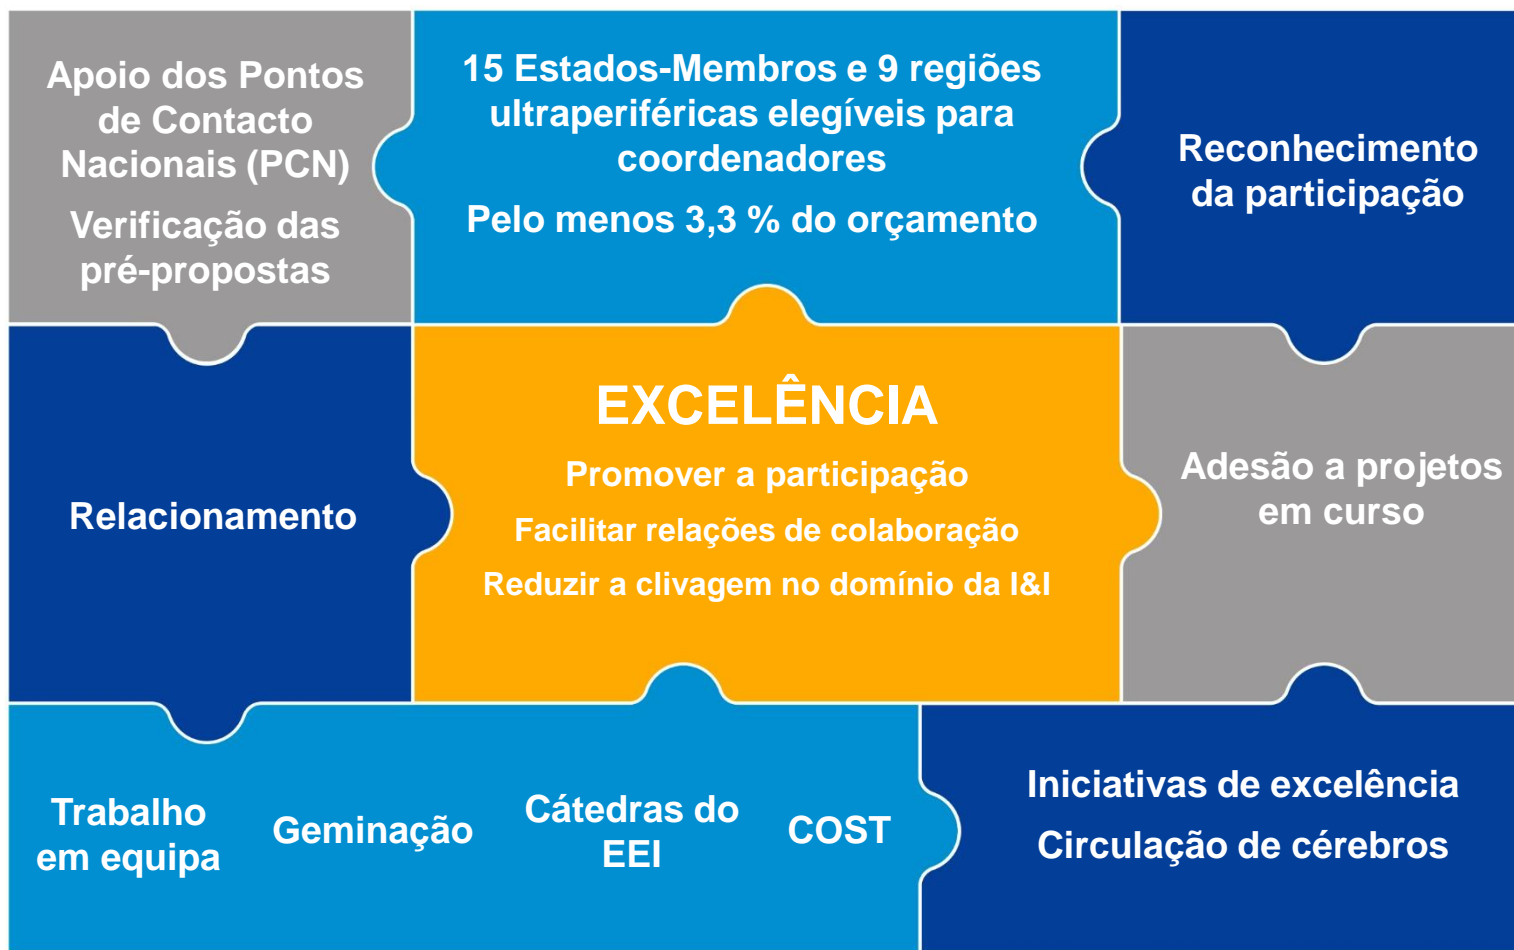 Apoio dos Pontos
de Contacto
Nacionais (PCN)
Verificação das
pré-propostas
15 Estados-Membros e 9 regiões
ultraperiféricas elegíveis para
coordenadores
Pelo menos 3,3 % do orçamento
Reconhecimento
da participação
Relacionamento
EXCELÊNCIA
Promover a participação
Facilitar relações de colaboração
Reduzir a clivagem no domínio da I&I
Adesão a projetos
em curso
Trabalho
em equipa
Geminação
Cátedras do
EEI
COST
Iniciativas de excelência
Circulação de cérebros